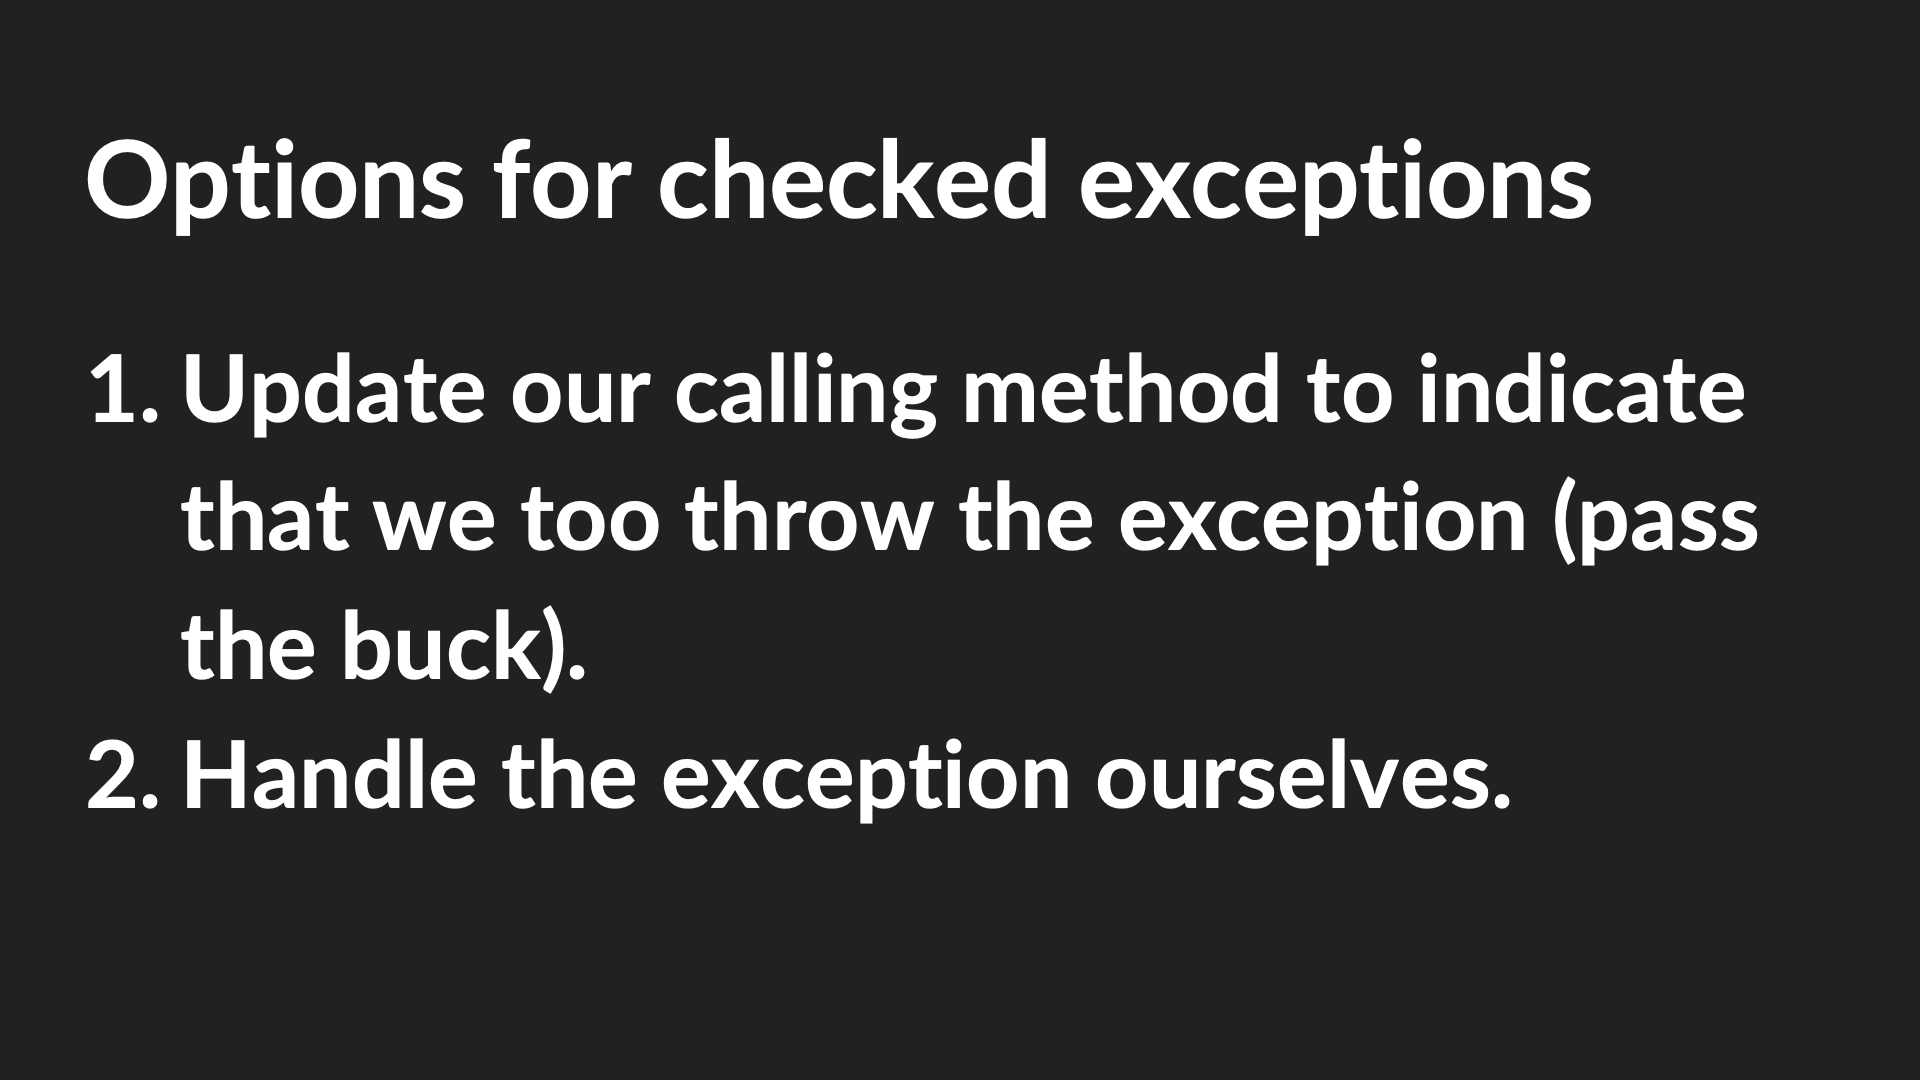 Options for checked exceptions
1. Update our calling method to indicate
that we too throw the exception (pass
the buck).
2. Handle the exception ourselves.